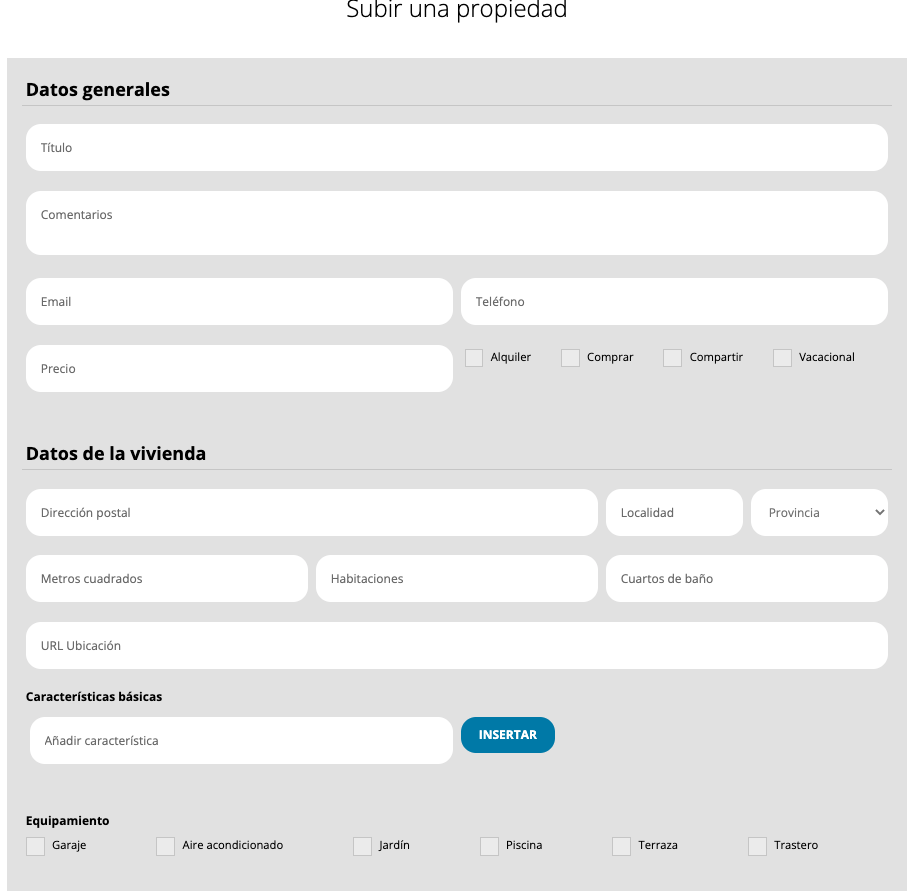 Subir una propiedad
Datos generales
Título
Comentarios
Email Teléfono
Precio Alquiler Comprar Compartir Vacacional
Datos de la vivienda
Dirección postal Localidad Provincia
Metros cuadrados Habitaciones Cuartos de baño
URL Ubicación
Características básicas
Añadir característica INSERTAR
Equipamiento
Garaje Aire acondicionado Jardín Piscina Terraza Trastero